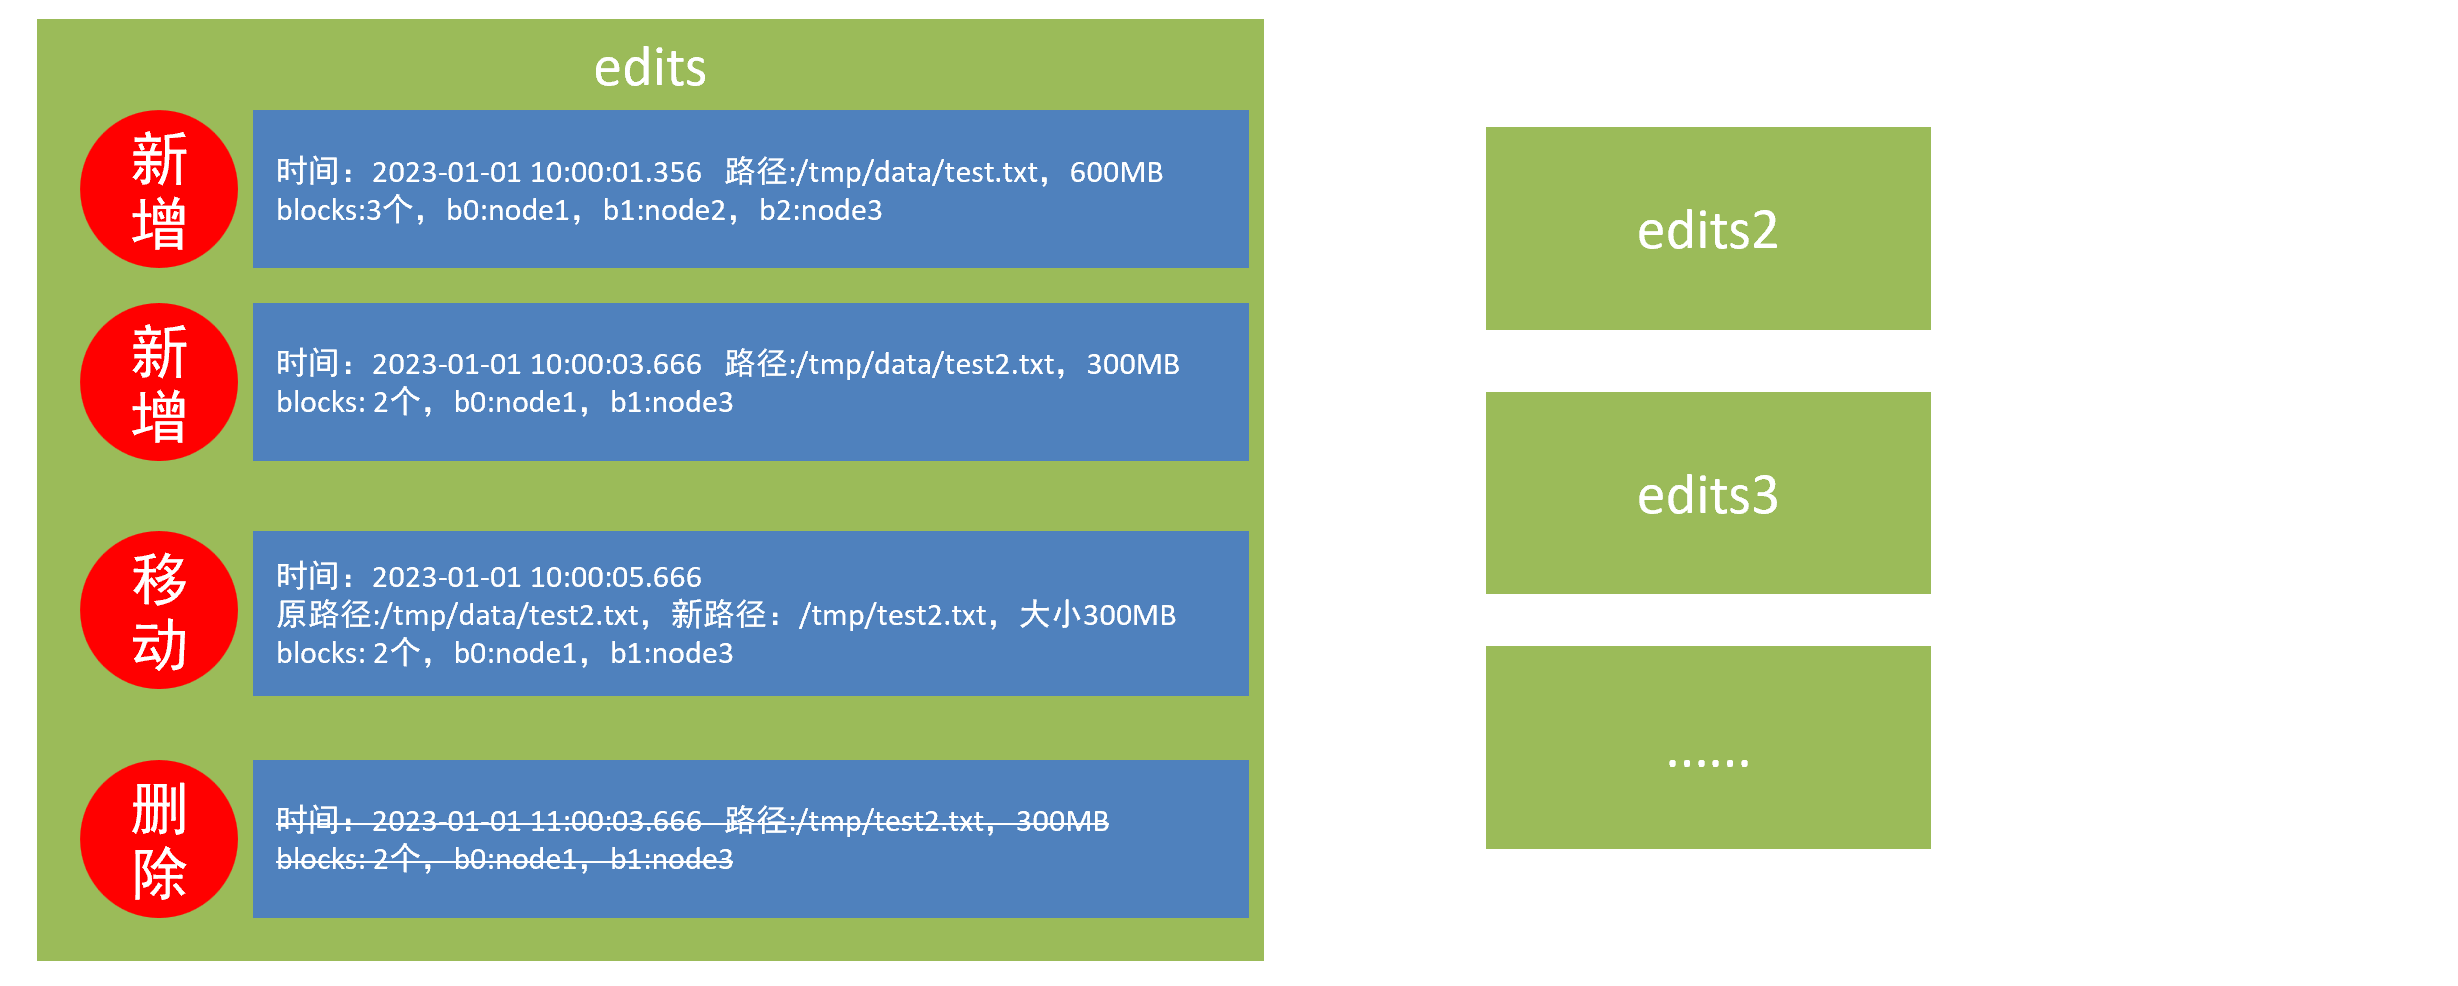 edits
新
增
时间：2023-01-01 10:00:01.356 路径:/tmp/data/test.txt，600MB
blocks:3个，b0:node1，b1:node2，b2:node3
新
增
时间：2023-01-01 10:00:03.666 路径:/tmp/data/test2.txt，300MB
blocks: 2个，b0:node1，b1:node3
移
动
时间：2023-01-01 10:00:05.666
原路径:/tmp/data/test2.txt，新路径：/tmp/test2.txt，大小300MB
blocks: 2个，b0:node1，b1:node3
删
除
时间：2023-01-01 11:00:03.666 路径:/tmp/test2.txt，300MB
blocks: 2个，b0:node1，b1:node3
edits2
edits3
......